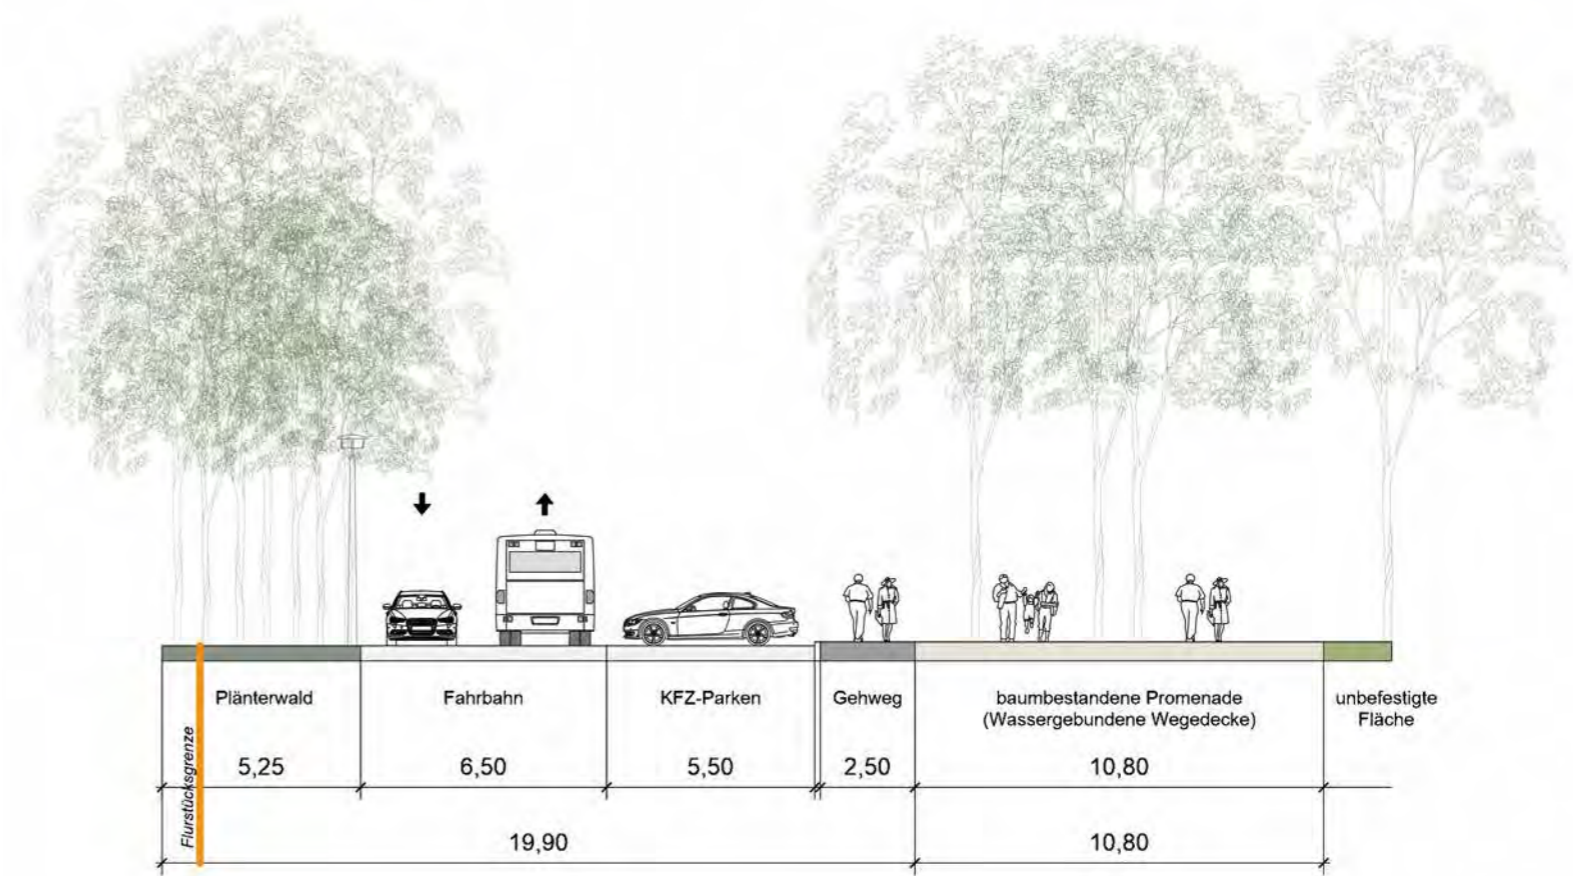 Plänterwald
Fahrbahn
KFZ-Parken
Gehweg
baumbestandene Promenade
(Wassergebundene Wegedecke)
unbefestigte
Fläche
Flurstücksgrenze
5,25
6,50
5,50
2,50
10,80
19,90
10,80